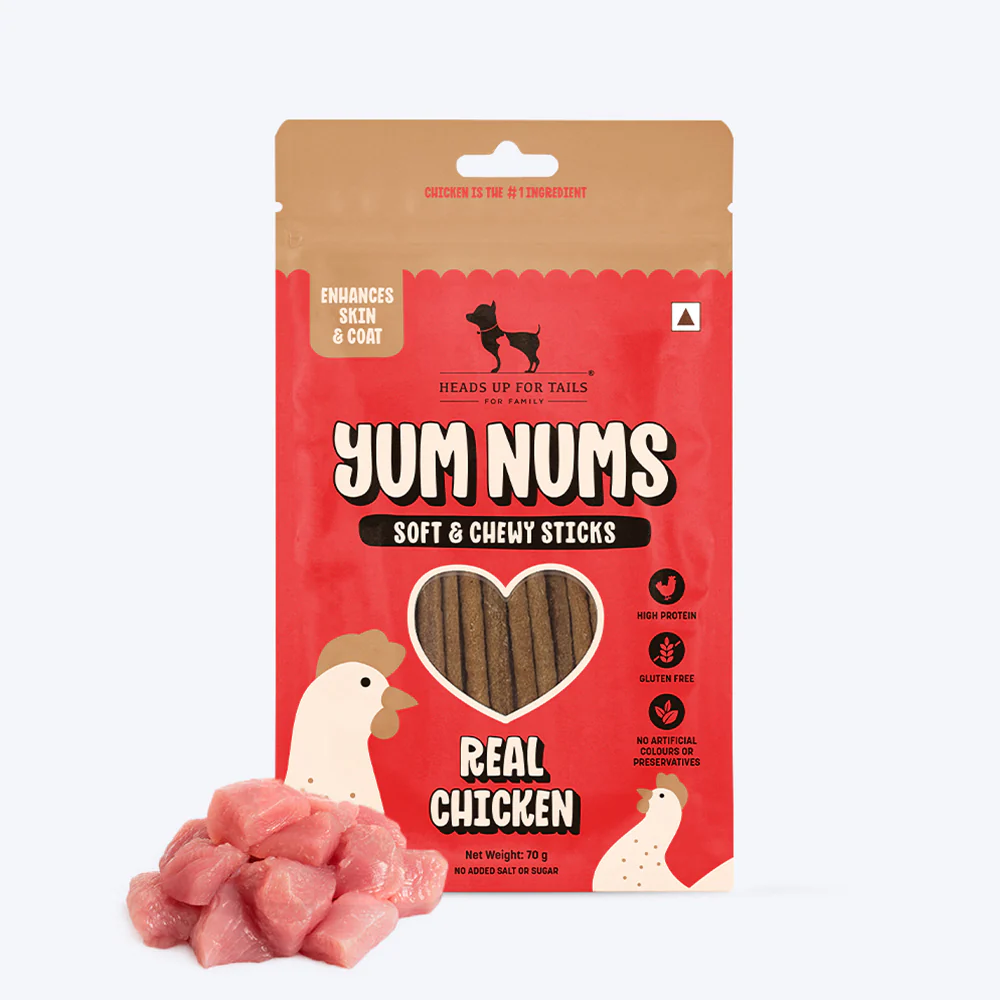 CHICKEN IS THE #1 INGREDIENT
ENHANCES
SKIN
& COAT
HEADS UP FOR TAILS®
FOR FAMILY
YUM NUMS
SOFT & CHEWY STICKS
HIGH PROTEIN
GLUTEN FREE
NO ARTIFICIAL
COLOURS OR
PRESERVATIVES
REAL
CHICKEN
Net Weight: 70 g
NO ADDED SALT OR SUGAR